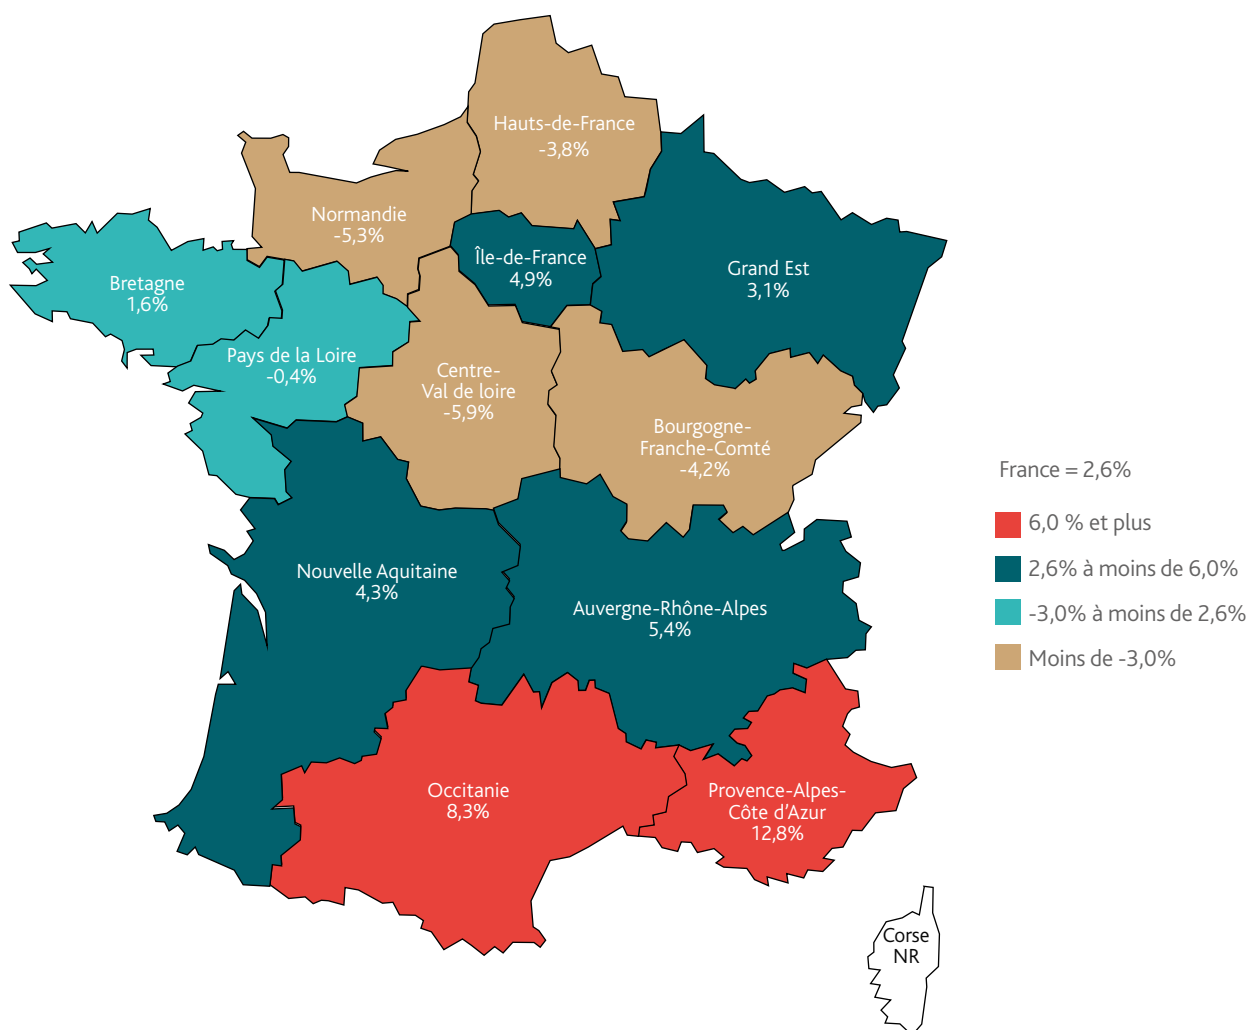 Hauts-de-France
-3,8%
Normandie
-5,3%
Île-de-France
4,9%
Grand Est
3,1%
Bretagne
1,6%
Pays de la Loire
-0,4%
Centre-
Val de loire
-5,9%
Bourgogne-
Franche-Comté
-4,2%
France = 2,6%
6,0 % et plus
2,6% à moins de 6,0%
-3,0% à moins de 2,6%
Moins de -3,0%
Nouvelle Aquitaine
4,3%
Auvergne-Rhône-Alpes
5,4%
Occitanie
8,3%
Provence-Alpes-
Côte d'Azur
12,8%
Corse
NR